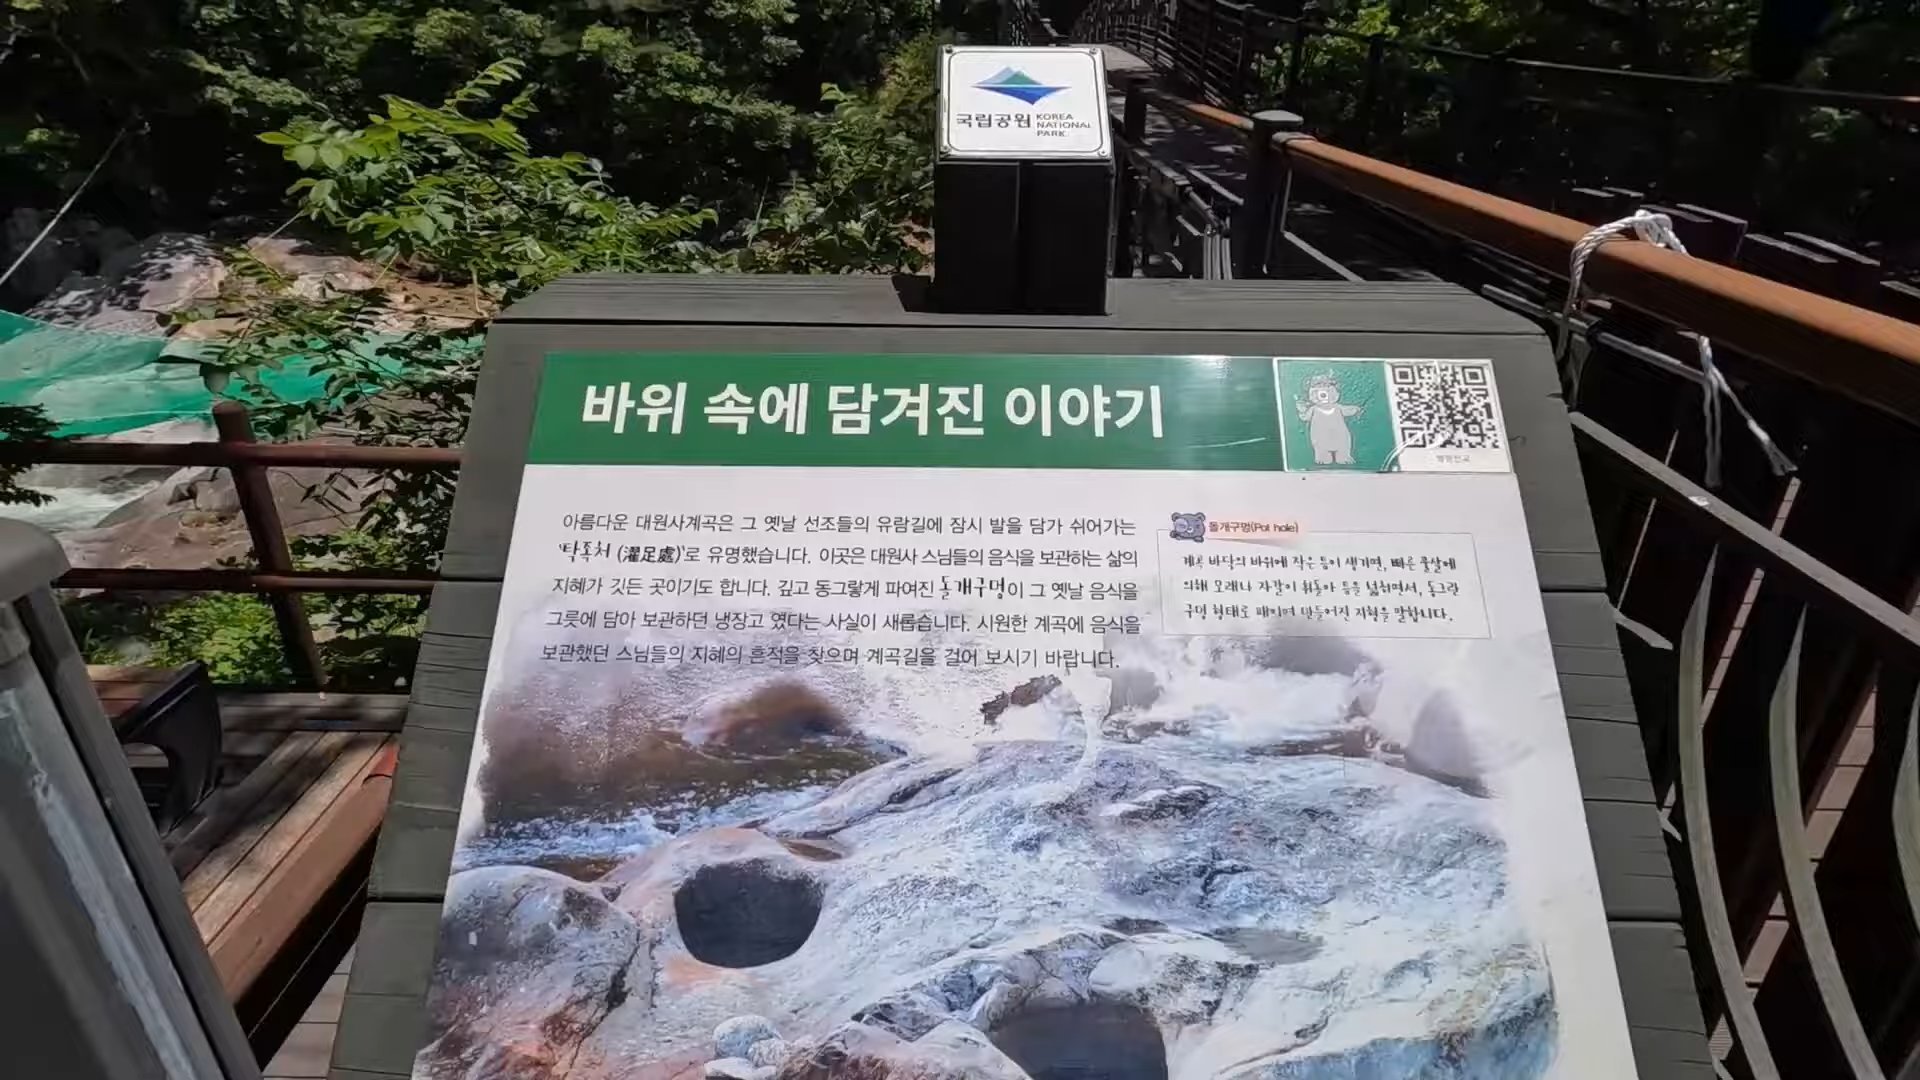 국립공원 KOREA
NATIONAL
PARK
바위 속에 담겨진 이야기
아름다운 대원사계곡은 그 옛날 선조들의 유람길에 잠시 발을 담가 쉬어가는
'탁족처 (濯足處)'로 유명했습니다. 이곳은 대원사 스님들의 음식을 보관하는 삶의
지혜가 깃든 곳이기도 합니다. 깊고 동그랗게 파여진 돌개구멍이 그 옛날 음식을
그릇에 담아 보관하던 냉장고 였다는 사실이 새롭습니다. 시원한 계곡에 음식을
보관했던 스님들의 지혜의 흔적을 찾으며 계곡길을 걸어 보시기 바랍니다.
돌개구멍(Pot hole)
계곡 바닥의 바위에 작은 틈이 생기면, 빠른 물살에
의해 모래나 자갈이 휘돌아 틈을 넓히면서, 동그란
구멍 형태로 패이며 만들어진 지형을 말합니다.